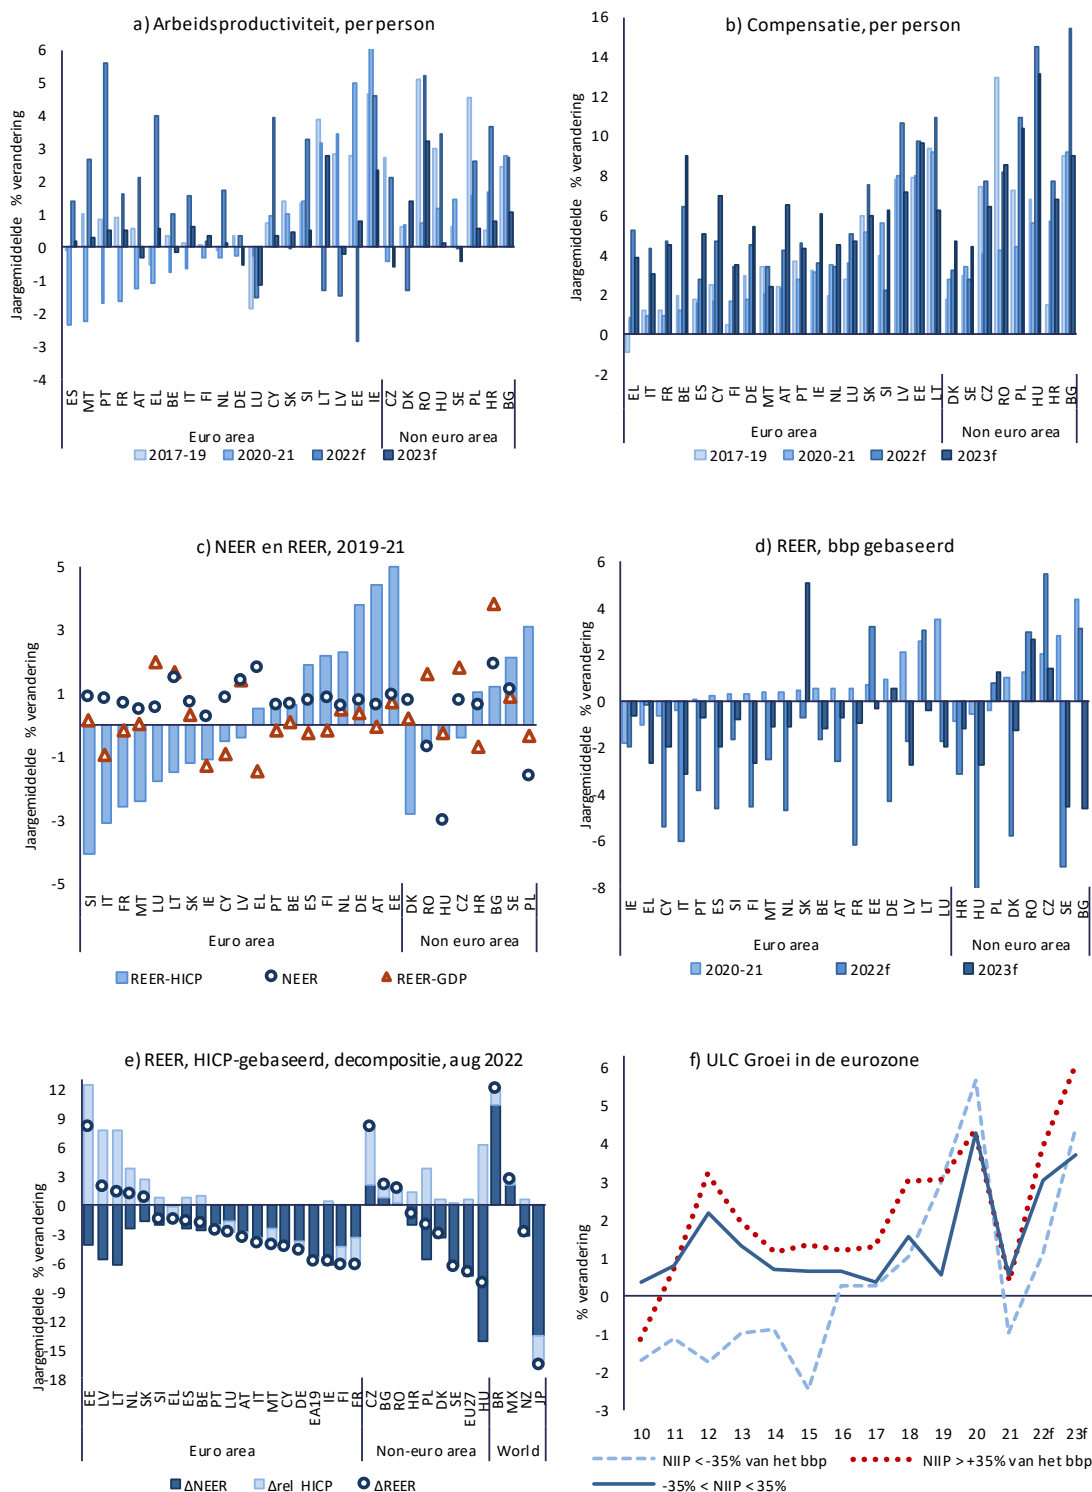 a) Arbeidsproductiviteit, per person
Jaargemiddelde % verandering
6
5
4
3
2
1
0
-1
-2
-3
-4
ES MT PT FR AT EL BE IT FI NL DE LU CY SK SI LT LV EE IE CZ DK RO HU SE PL HR BG
Euro area Non euro area
2017-19 2020-21 2022f 2023f
b) Compensatie, per person
Jaargemiddelde % verandering
16
14
12
10
8
6
4
2
0
-2
EL IT FR BE ES CY FI DE MT AT PT IE NL LU SK SI LV EE LT DK SE CZ RO PL HU HR BG
Euro area Non euro area
2017-19 2020-21 2022f 2023f
c) NEER en REER, 2019-21
Jaargemiddelde % verandering
5
3
1
-1
-3
-5
SI IT FR MT LU LT SK IE CY LV EL PT BE ES FI NL DE AT EE DK RO HU CZ HR BG SE PL
Euro area Non euro area
REER-HICP NEER REER-GDP
d) REER, bbp gebaseerd
Jaargemiddelde % verandering
6
4
2
0
-2
-4
-6
-8
IE EL CY IT PT ES SI FI MT NL SK BE AT FR EE DE LV LT LU HR HU PL DK RO CZ SE BG
Euro area Non euro area
2020-21 2022f 2023f
e) REER, HICP-gebaseerd, decompositie, aug 2022
Jaargemiddelde % verandering
12
9
6
3
0
-3
-6
-9
-12
-15
-18
EE LV LT NL SK SI EL ES BE PT LU AT IT MT CY DE EA19 IE FI FR CZ BG RO HR PL DK SE EU27 HU BR MX NZ JP
Euro area Non-euro area World
ΔNEER Δrel HICP ΔREER
f) ULC Groei in de eurozone
% verandering
6
5
4
3
2
1
0
-1
-2
-3
10 11 12 13 14 15 16 17 18 19 20 21 22f 23f
NIIP <-35% van het bbp NIIP >+35% van het bbp
-35% < NIIP <35%